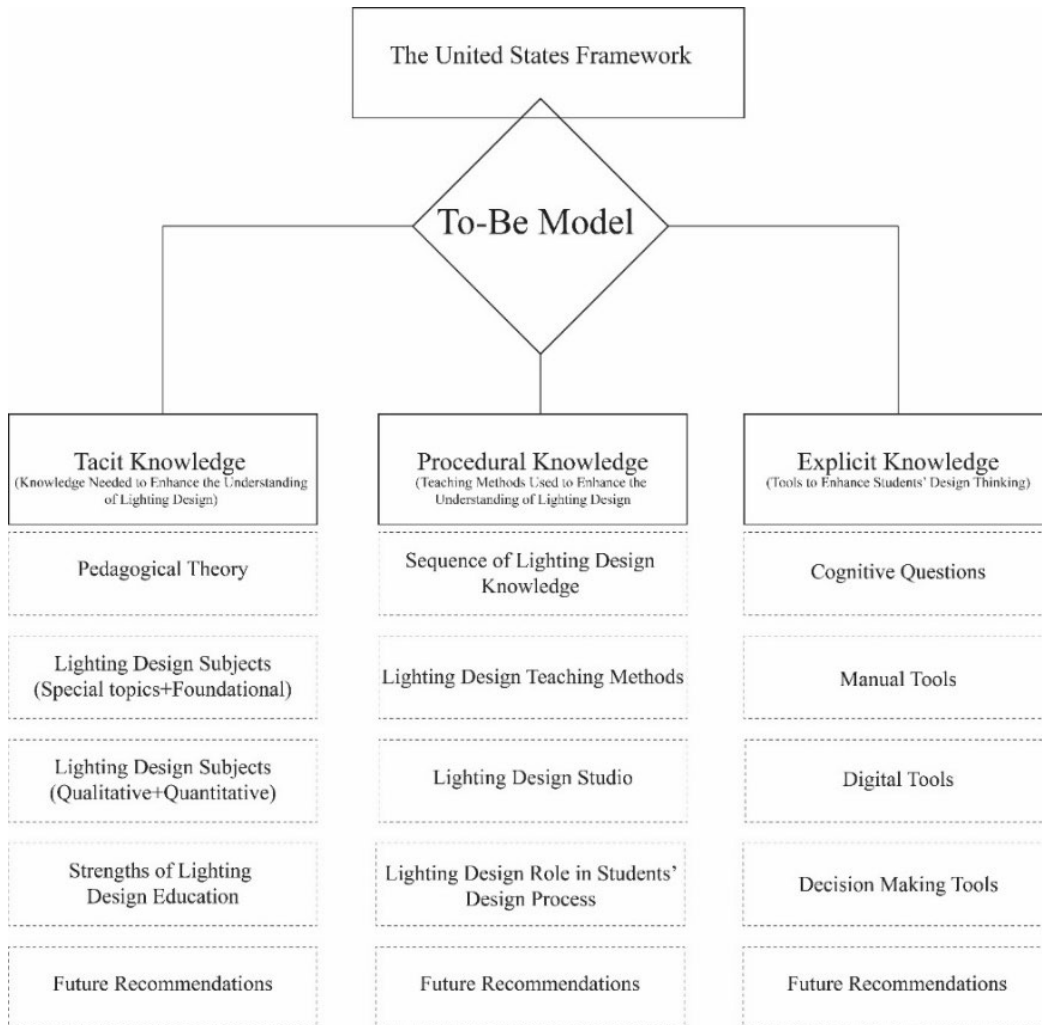 The United States Framework
To-Be Model
Tacit Knowledge
(Knowledge Needed to Enhance the Understanding
of Lighting Design)
Pedagogical Theory
Lighting Design Subjects
(Special topics+Foundational)
Lighting Design Subjects
(Qualitative+Quantitative)
Strengths of Lighting
Design Education
Future Recommendations
Procedural Knowledge
(Teaching Methods Used to Enhance the
Understanding of Lighting Design
Sequence of Lighting Design
Knowledge
Lighting Design Teaching Methods
Lighting Design Studio
Lighting Design Role in Students'
Design Process
Future Recommendations
Explicit Knowledge
(Tools to Enhance Students' Design Thinking)
Cognitive Questions
Manual Tools
Digital Tools
Decision Making Tools
Future Recommendations